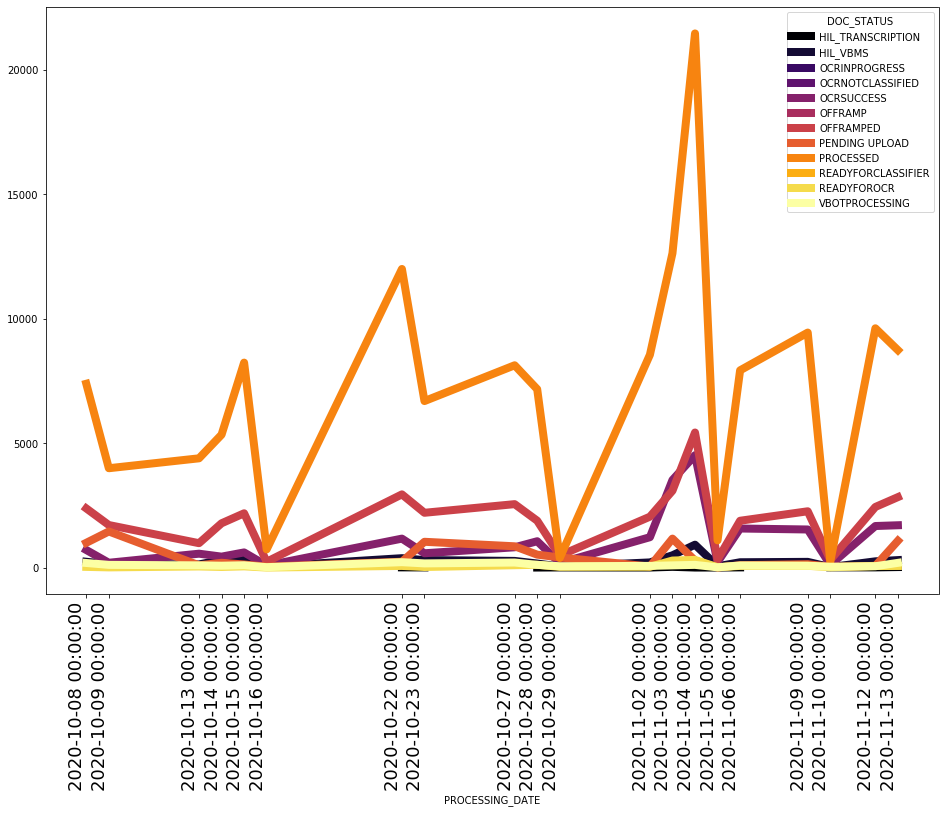 DOC_STATUS
HIL_TRANSCRIPTION
HIL_VBMS
OCRINPROGRESS
OCRNOTCLASSIFIED
OCRSUCCESS
OFFRAMP
OFFRAMPED
PENDING UPLOAD
PROCESSED
READYFORCLASSIFIER
READYFOROCR
VBOTPROCESSING
20000
15000
10000
5000
0
2020-10-08 00:00:00
2020-10-09 00:00:00
2020-10-13 00:00:00
2020-10-14 00:00:00
2020-10-15 00:00:00
2020-10-16 00:00:00
2020-10-22 00:00:00
2020-10-23 00:00:00
2020-10-27 00:00:00
2020-10-28 00:00:00
2020-10-29 00:00:00
2020-11-02 00:00:00
2020-11-03 00:00:00
2020-11-04 00:00:00
2020-11-05 00:00:00
2020-11-06 00:00:00
2020-11-09 00:00:00
2020-11-10 00:00:00
2020-11-12 00:00:00
2020-11-13 00:00:00
PROCESSING_DATE